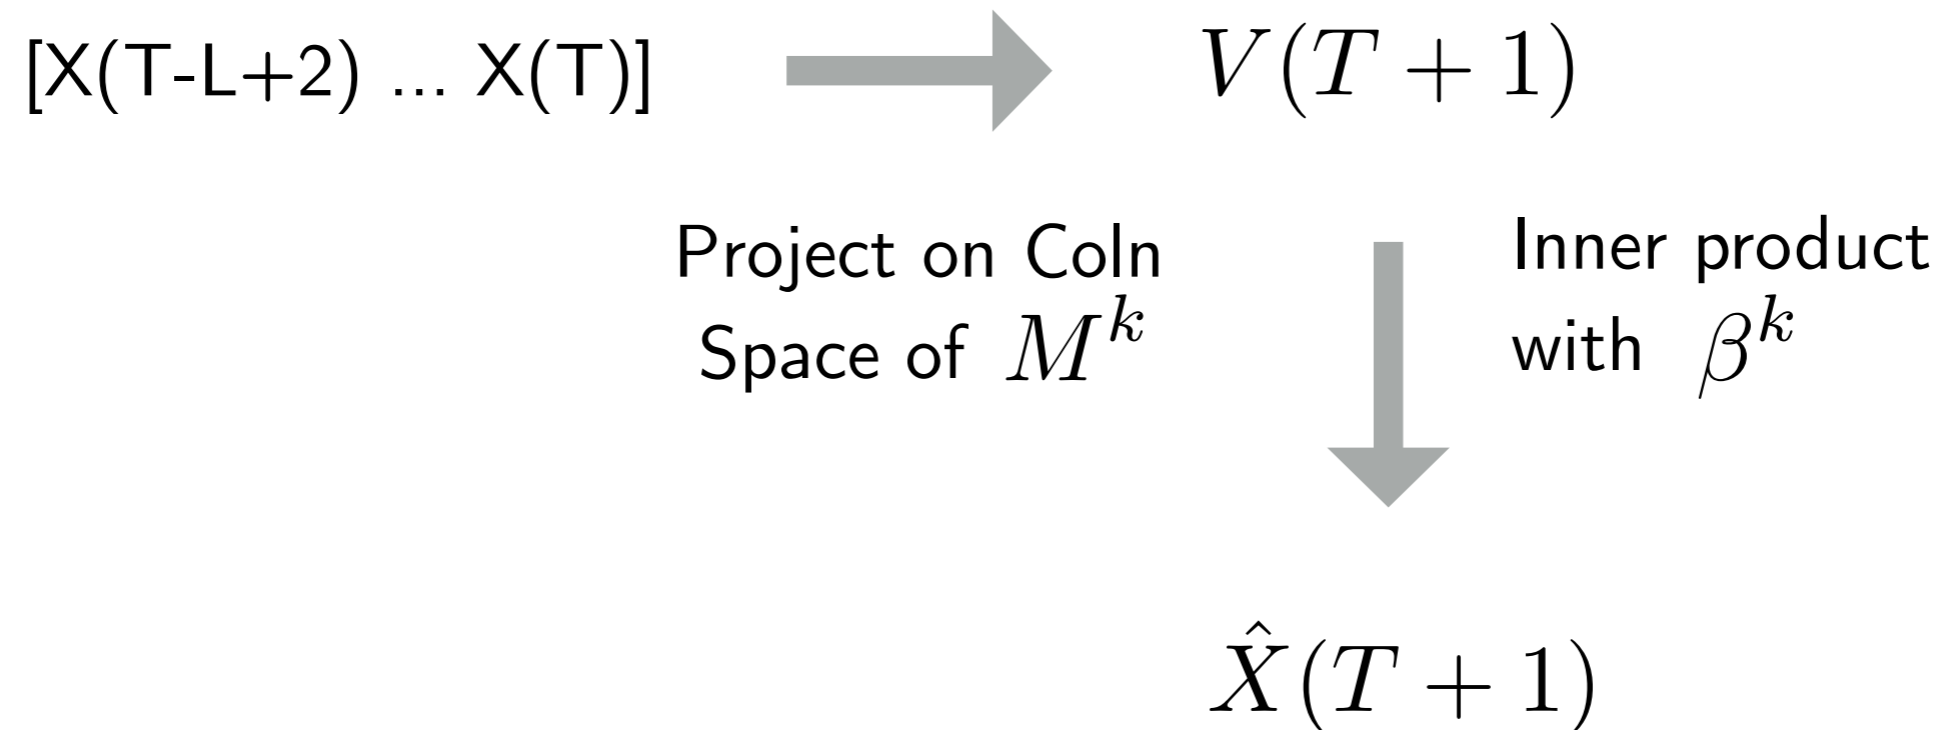 [X(T-L+2) ... X(T)]
V(T + 1)
Project on Coln
Space of M^k
Inner product
with β^k
X̂(T + 1)